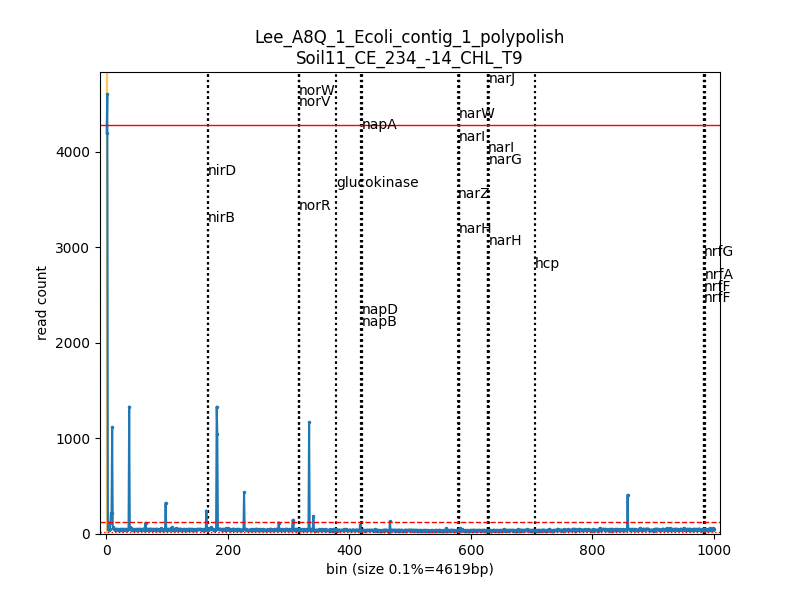 Lee_A8Q_1_Ecoli_contig_1_polypolish
Soil11_CE_234_-14_CHL_T9
narJ
norW
norV
narW
napA
narI
narI
narG
nirD
glucokinase
narZ
norR
nirB
narH
narH
nrfG
hcp
nrfA
nrfF
nrfF
napD
napB
read count
4000
3000
2000
1000
0
0 200 400 600 800 1000
bin (size 0.1%=4619bp)